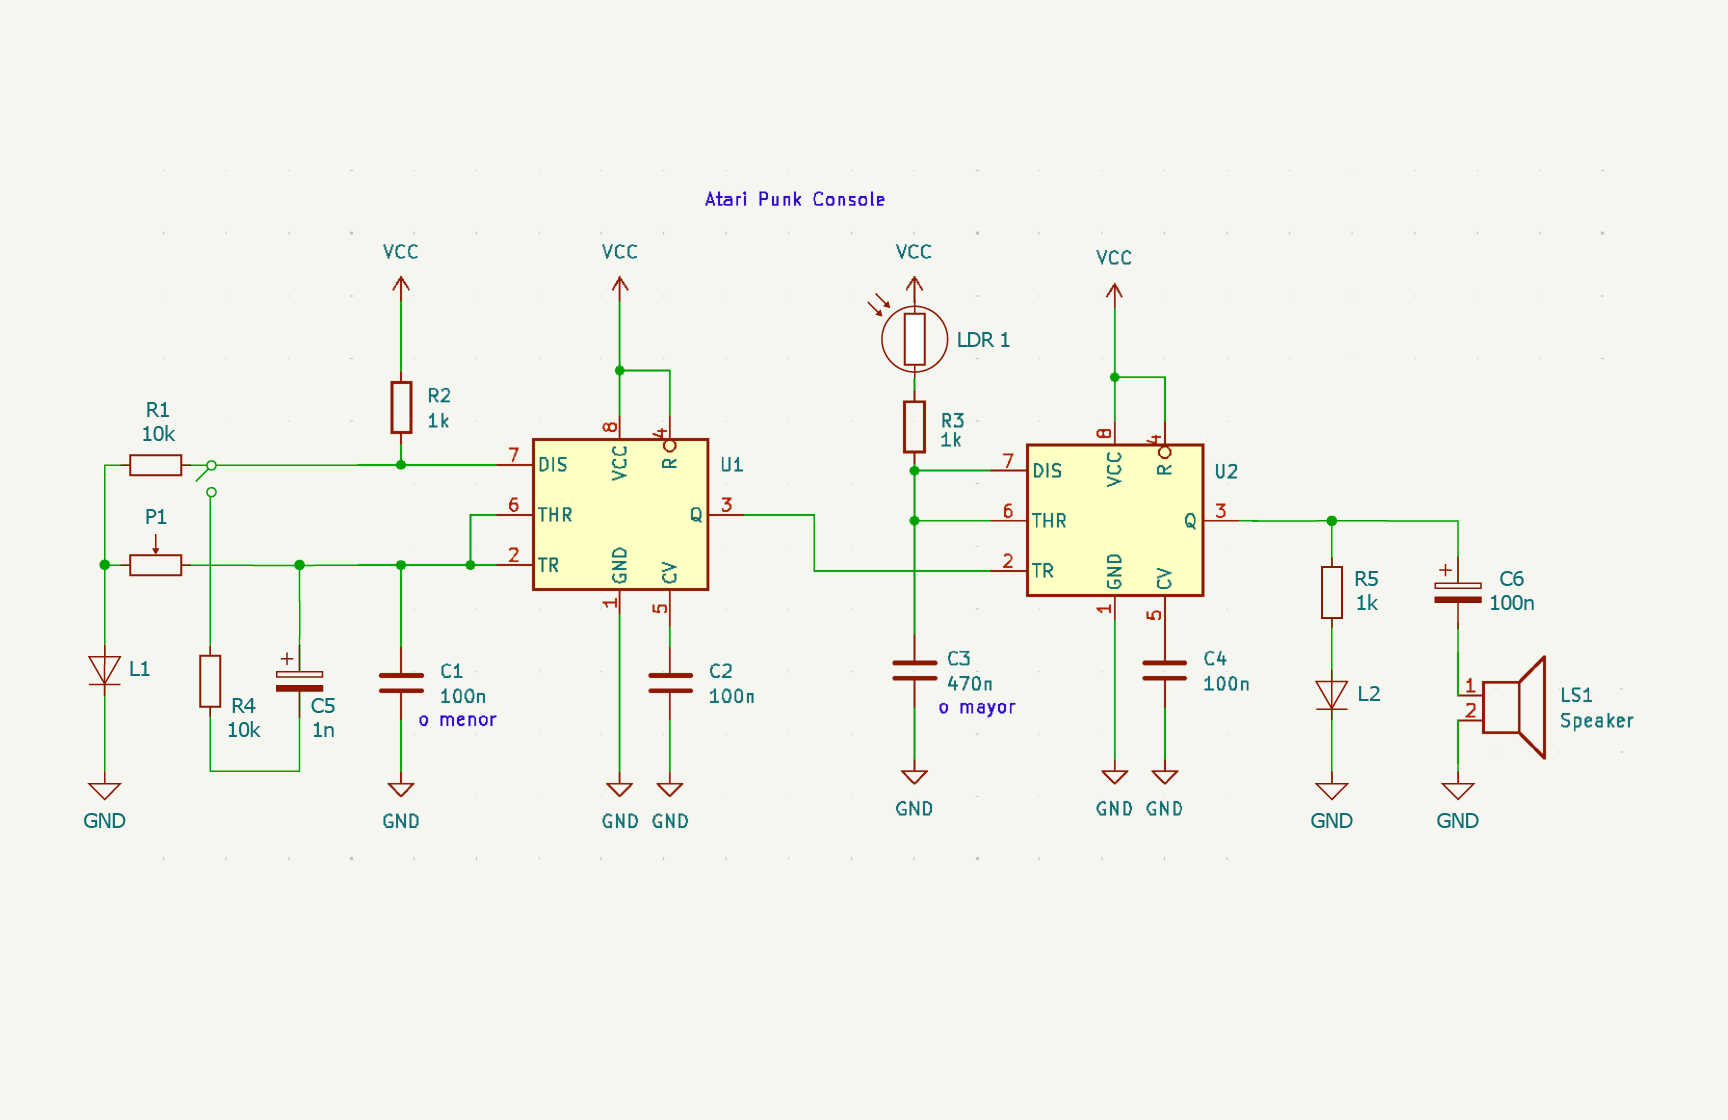 Atari Punk Console
VCC
VCC
VCC
VCC
LDR 1
R1
10k
R2
1k
R3
1k
P1
7
DIS
6
THR
2
TR
8
VCC
4
R
U1
Q
3
GND
1
CV
5
7
DIS
6
THR
2
TR
8
VCC
4
R
U2
Q
3
GND
1
CV
5
L1
R4
10k
+
C5
1n
C1
100n
o menor
C2
100n
C3
470n
o mayor
C4
100n
R5
1k
L2
+
C6
100n
1
2
LS1
Speaker
GND
GND
GND
GND
GND
GND
GND
GND
GND